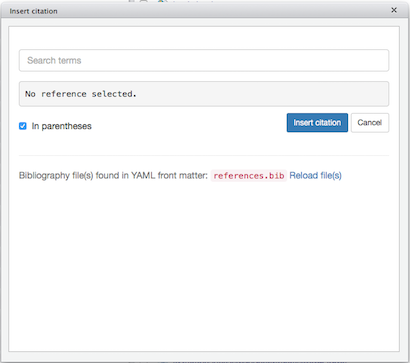 Insert citation
Search terms
No reference selected.
In parentheses
Insert citation
Cancel
Bibliography file(s) found in YAML front matter: references.bib Reload file(s)